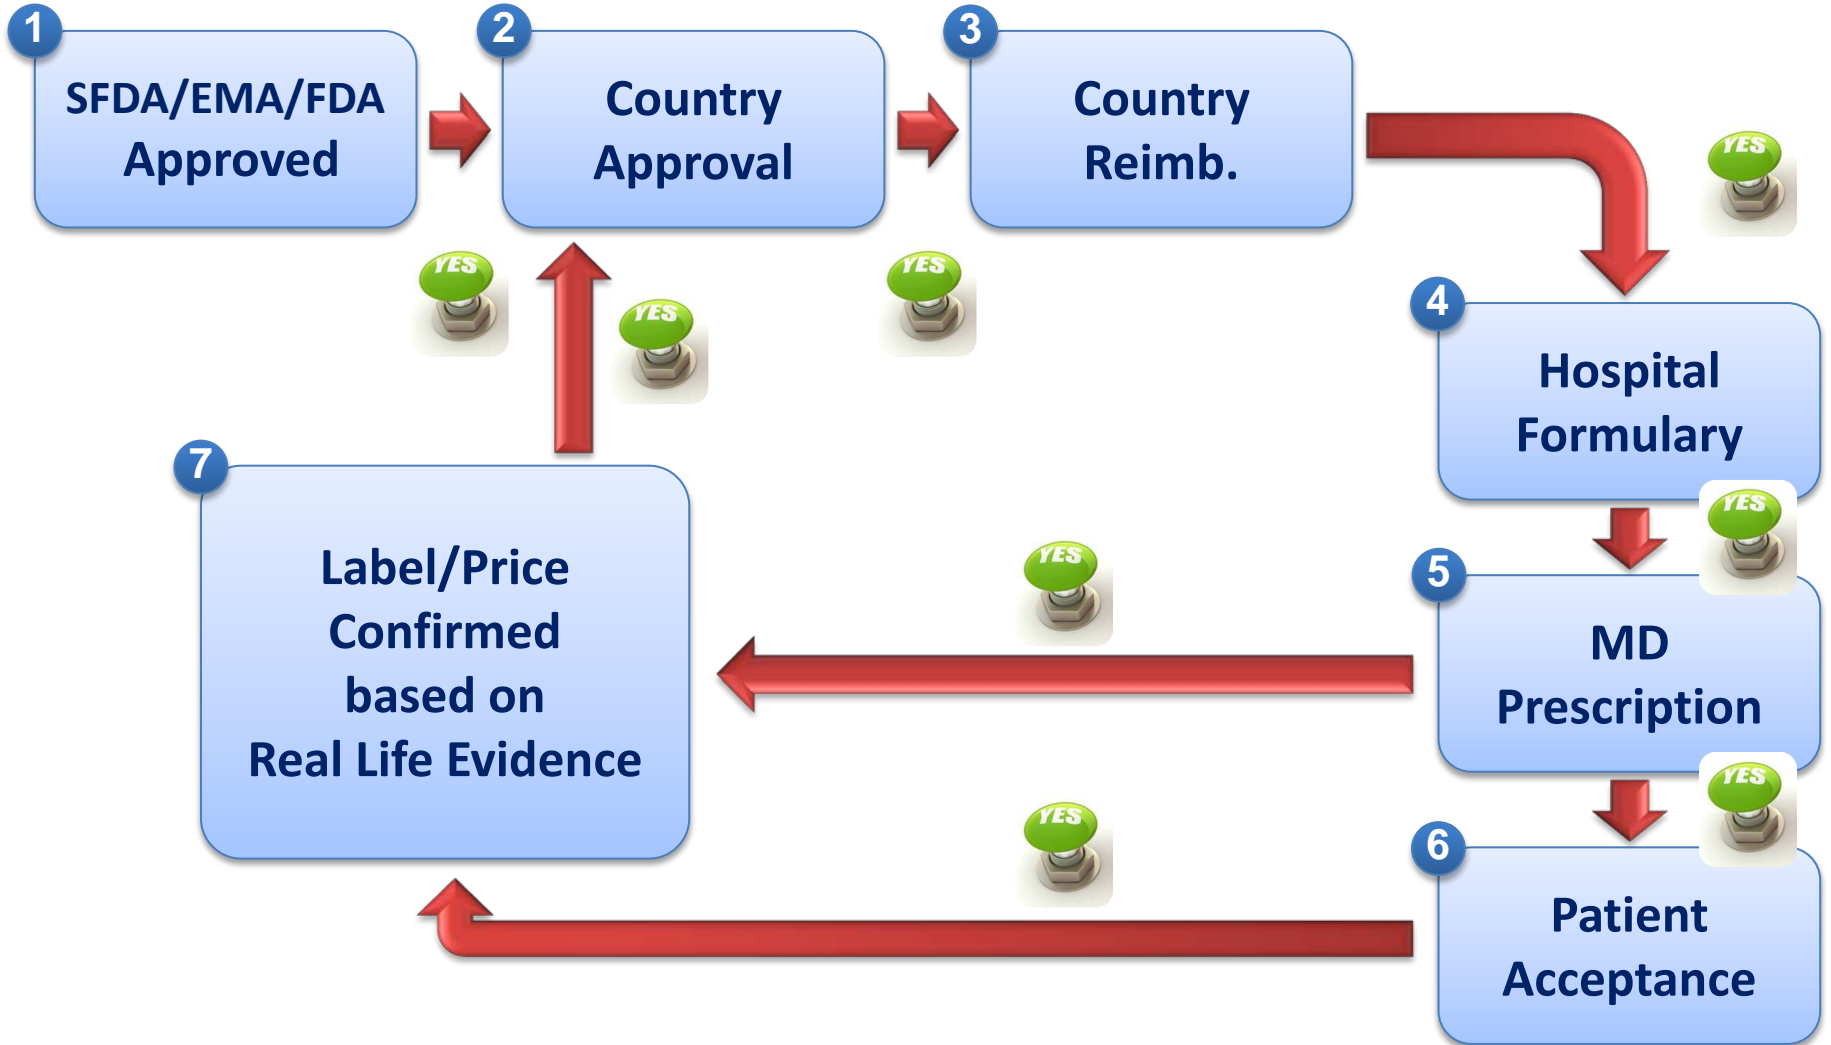 1
SFDA/EMA/FDA
Approved
2
Country
Approval
3
Country
Reimb.
YES
YES
YES
YES
4
Hospital
Formulary
YES
5
MD
Prescription
YES
YES
6
Patient
Acceptance
YES
7
Label/Price
Confirmed
based on
Real Life Evidence